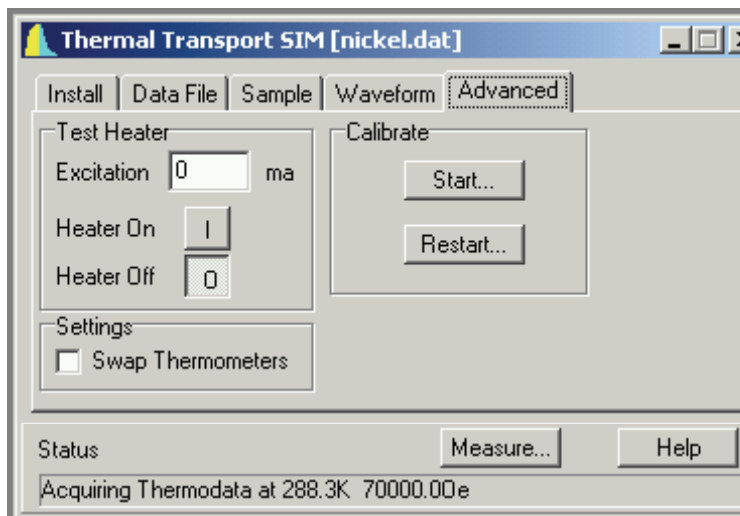 Thermal Transport SIM [nickel.dat]
Install Data File Sample Waveform Advanced
Test Heater
Excitation 0 ma
Heater On I
Heater Off O
Calibrate
Start...
Restart...
Settings
Swap Thermometers
Status Measure... Help
Acquiring Thermodata at 288.3K 70000.0Oe